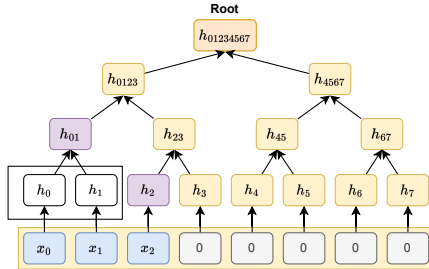 Root
h₀₁₂₃₄₅₆₇
h₀₁₂₃ h₄₅₆₇
h₀₁ h₂₃ h₄₅ h₆₇
h₀ h₁ h₂ h₃ h₄ h₅ h₆ h₇
x₀ x₁ x₂ 0 0 0 0 0